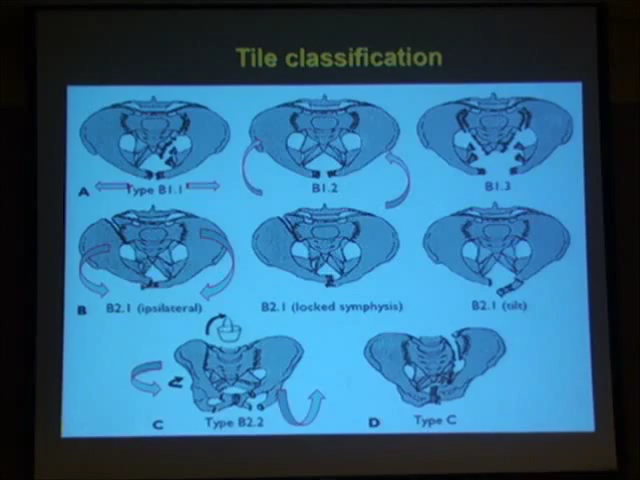 Tile classification
A Type B1.1
B1.2
B1.3
B B2.1 (ipsilateral)
B2.1 (locked symphysis)
B2.1 (tilt)
C Type B2.2
D Type C